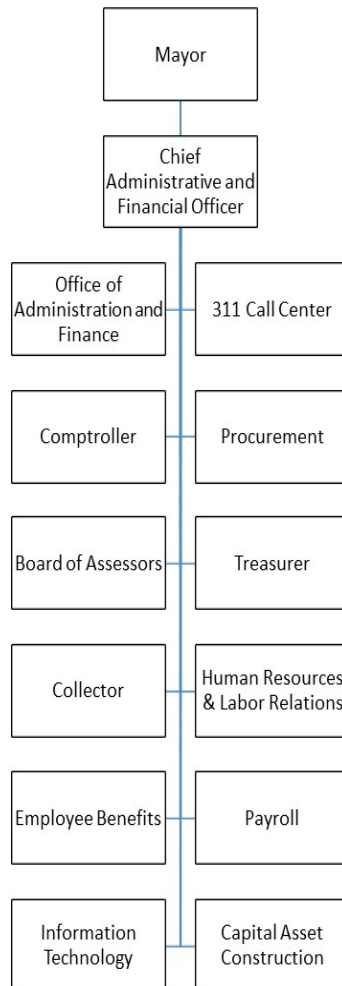 Mayor
Chief
Administrative and
Financial Officer
Office of
Administration and
Finance
311 Call Center
Comptroller
Procurement
Board of Assessors
Treasurer
Collector
Human Resources
& Labor Relations
Employee Benefits
Payroll
Information
Technology
Capital Asset
Construction